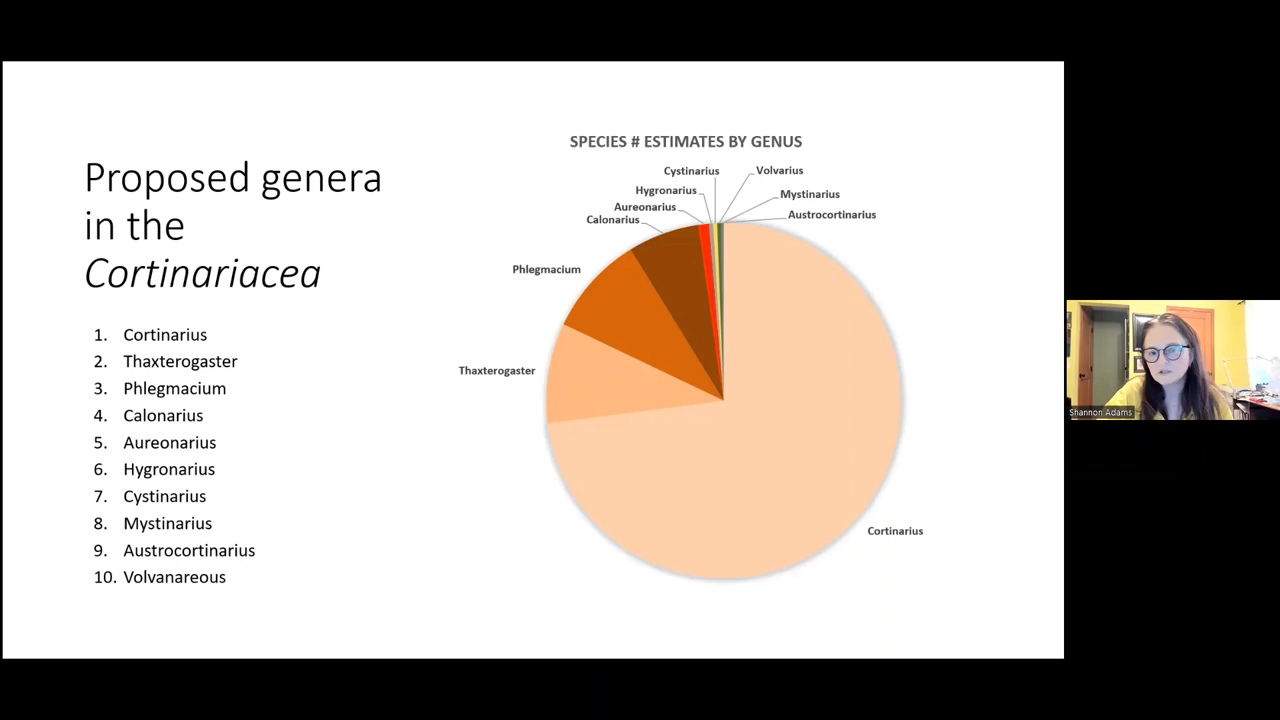 Proposed genera
in the
Cortinariacea
1. Cortinarius
2. Thaxterogaster
3. Phlegmacium
4. Calonarius
5. Aureonarius
6. Hygronarius
7. Cystinarius
8. Mystinarius
9. Austrocortinarius
10. Volvanareous
SPECIES # ESTIMATES BY GENUS
Cystinarius
Volvarius
Hygronarius
Mystinarius
Aureonarius
Austrocortinarius
Calonarius
Phlegmacium
Thaxterogaster
Cortinarius
Shannon Adams